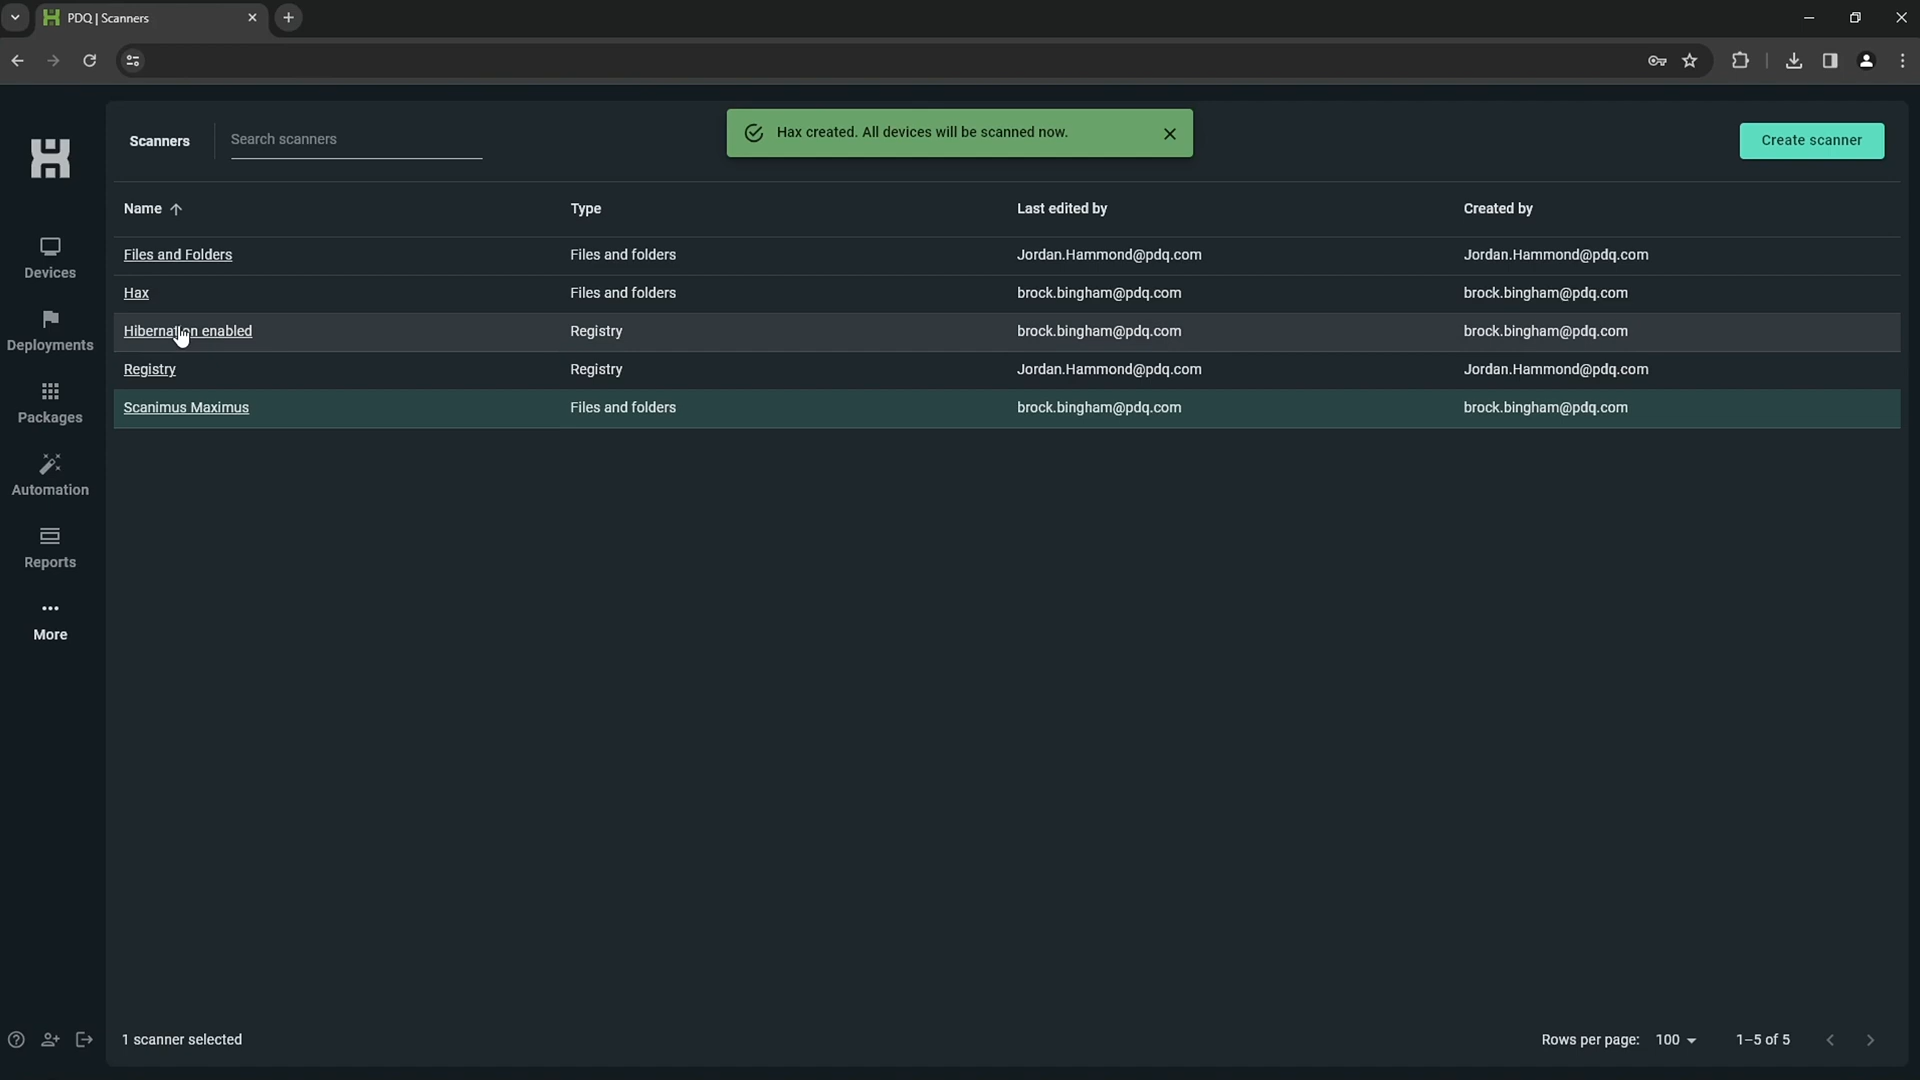 PDQ | Scanners
Scanners
Search scanners
Hax created. All devices will be scanned now.
Create scanner
Name Type Last edited by Created by
Files and Folders Files and folders Jordan.Hammond@pdq.com Jordan.Hammond@pdq.com
Hax Files and folders brock.bingham@pdq.com brock.bingham@pdq.com
Hibernation enabled Registry brock.bingham@pdq.com brock.bingham@pdq.com
Registry Registry Jordan.Hammond@pdq.com Jordan.Hammond@pdq.com
Scanimus Maximus Files and folders brock.bingham@pdq.com brock.bingham@pdq.com
Devices
Deployments
Packages
Automation
Reports
More
1 scanner selected
Rows per page: 100 1–5 of 5